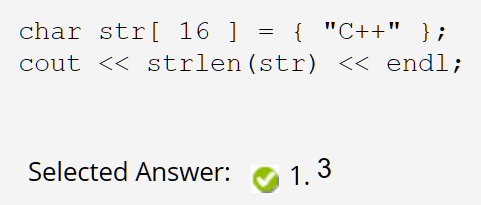 char str[ 16 ] = { "C++" };
cout << strlen(str) << endl;
Selected Answer: 1. 3